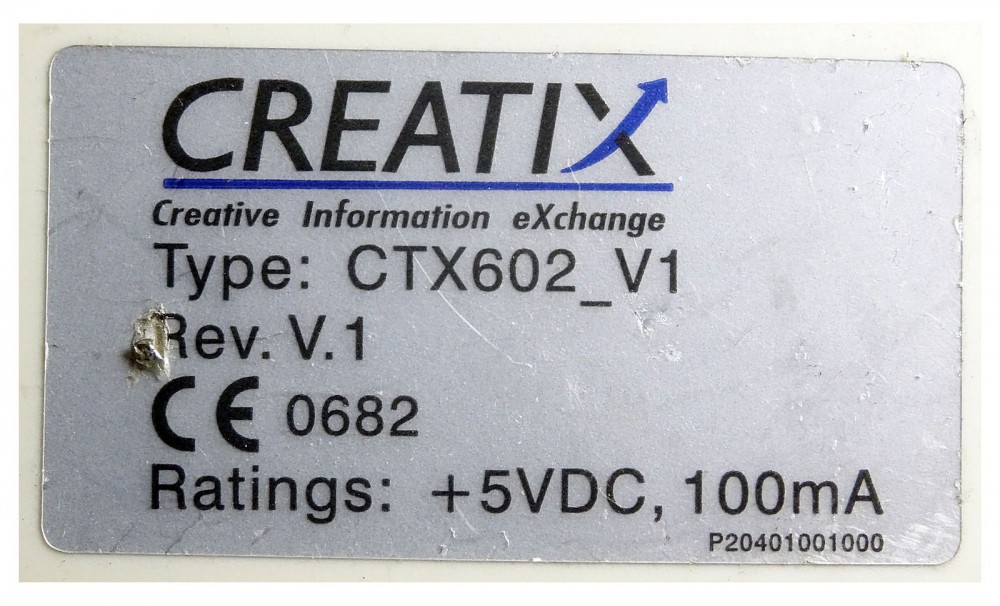 CREATIX
Creative Information eXchange
Type: CTX602_V1
Rev. V.1
CE 0682
Ratings: +5VDC, 100mA
P20401001000